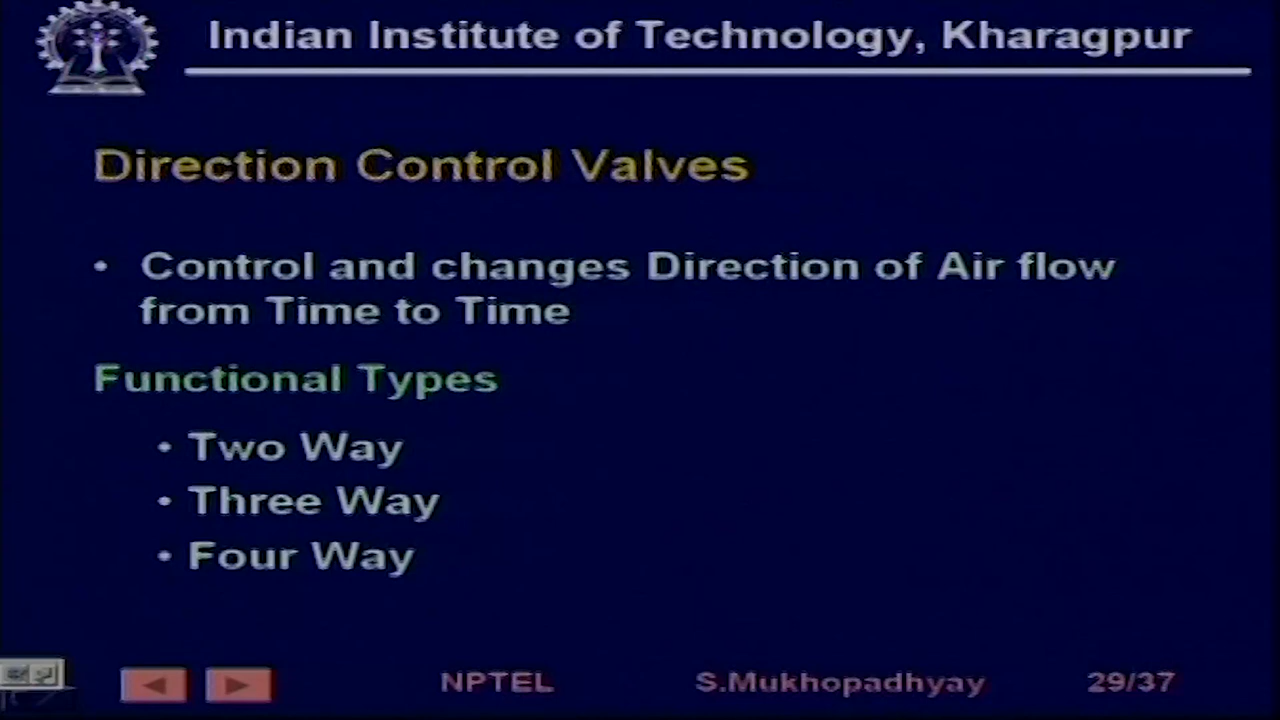 Indian Institute of Technology, Kharagpur
Direction Control Valves
• Control and changes Direction of Air flow
from Time to Time
Functional Types
• Two Way
• Three Way
• Four Way
NPTEL S.Mukhopadhyay 29/37